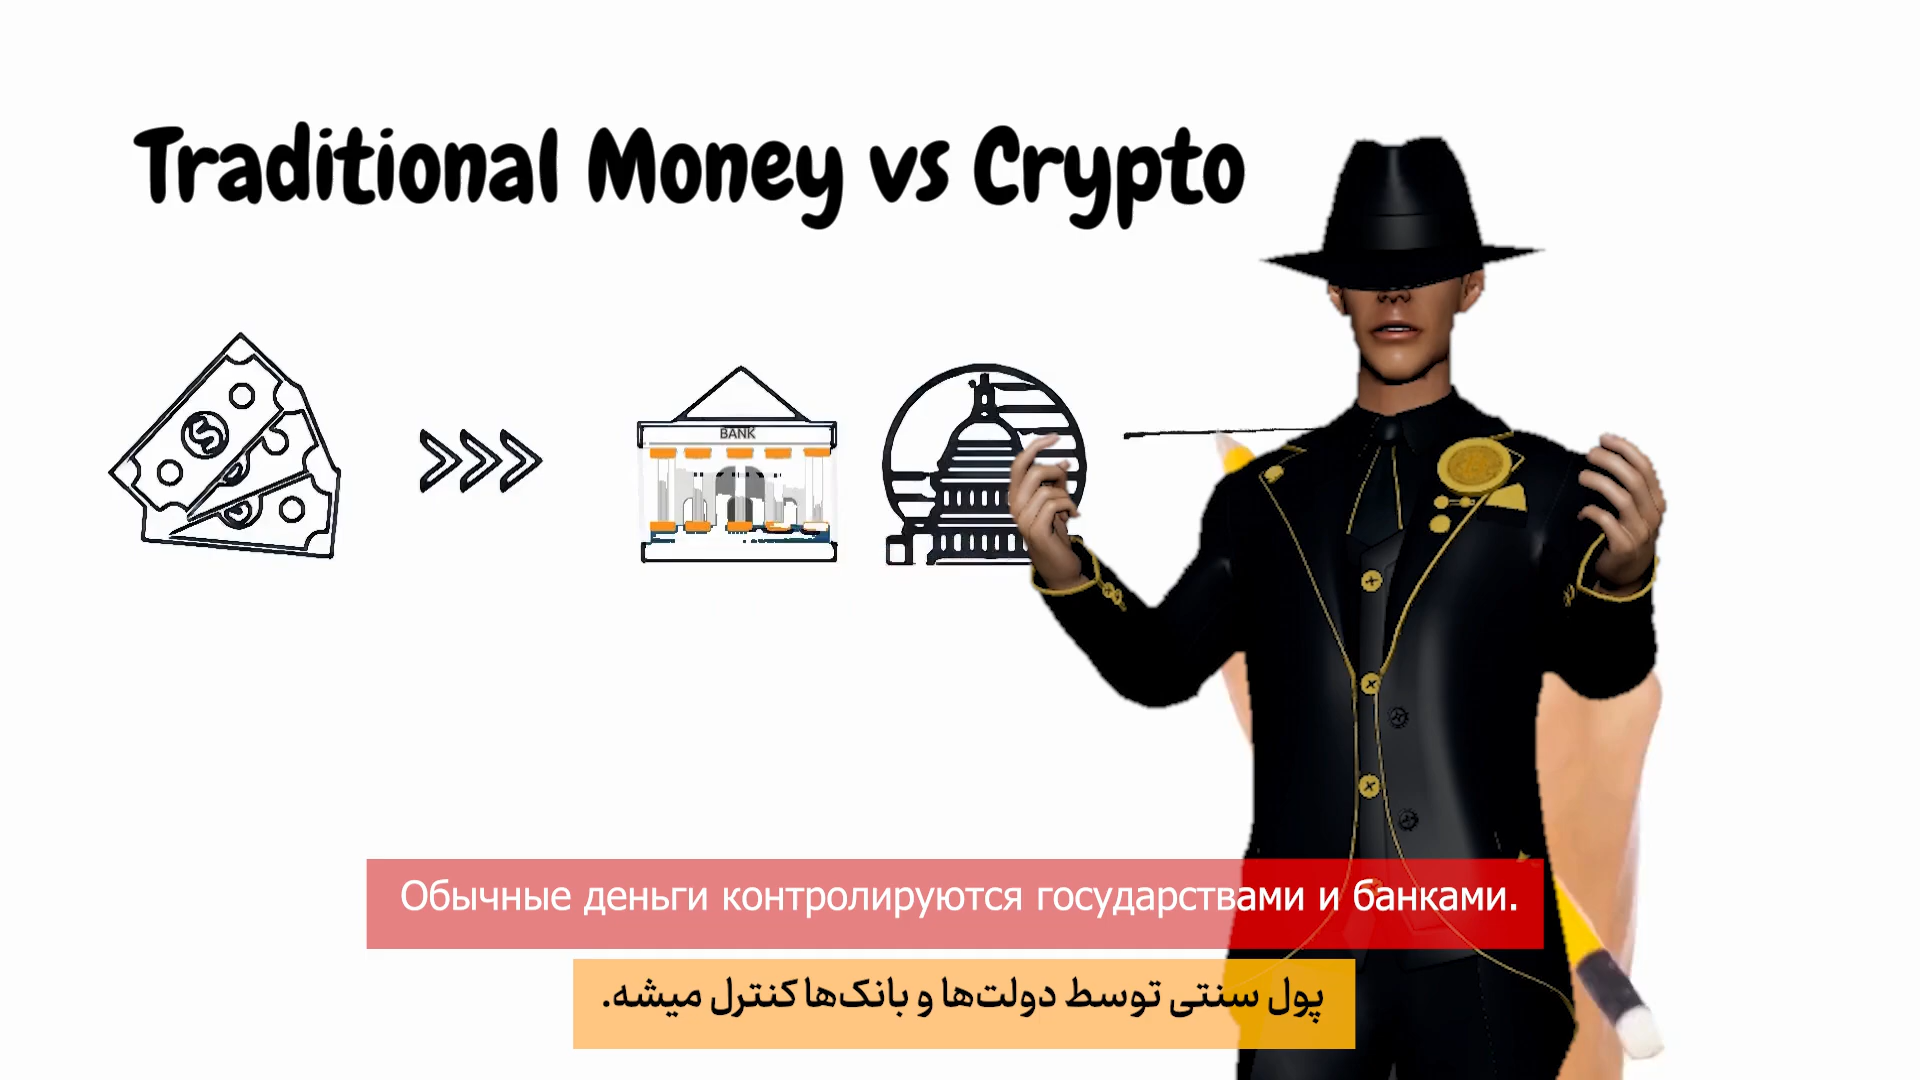 Traditional Money vs Crypto
BANK
Обычные деньги контролируются государствами и банками.
پول سنتی توسط دولت‌ها و بانک‌ها کنترل میشه.